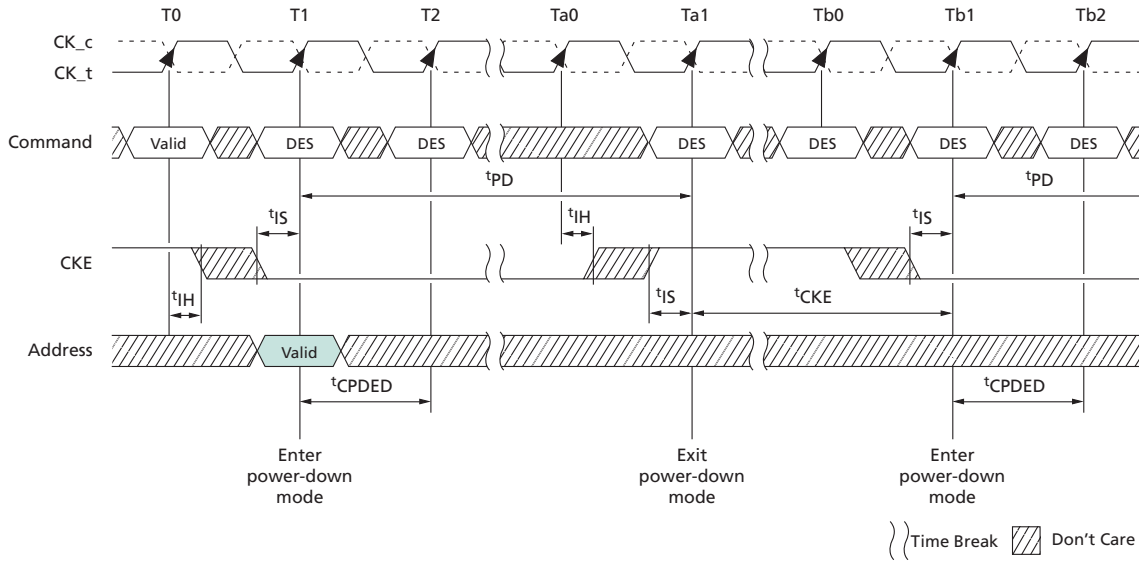 T0 T1 T2 Ta0 Ta1 Tb0 Tb1 Tb2
CK_c
CK_t
Command Valid DES DES DES DES DES DES
tPD tPD
tIS tIH tIS
CKE
tIH tIS tCKE
Address Valid
tCPDED tCPDED
Enter power-down mode
Exit power-down mode
Enter power-down mode
Time Break Don't Care